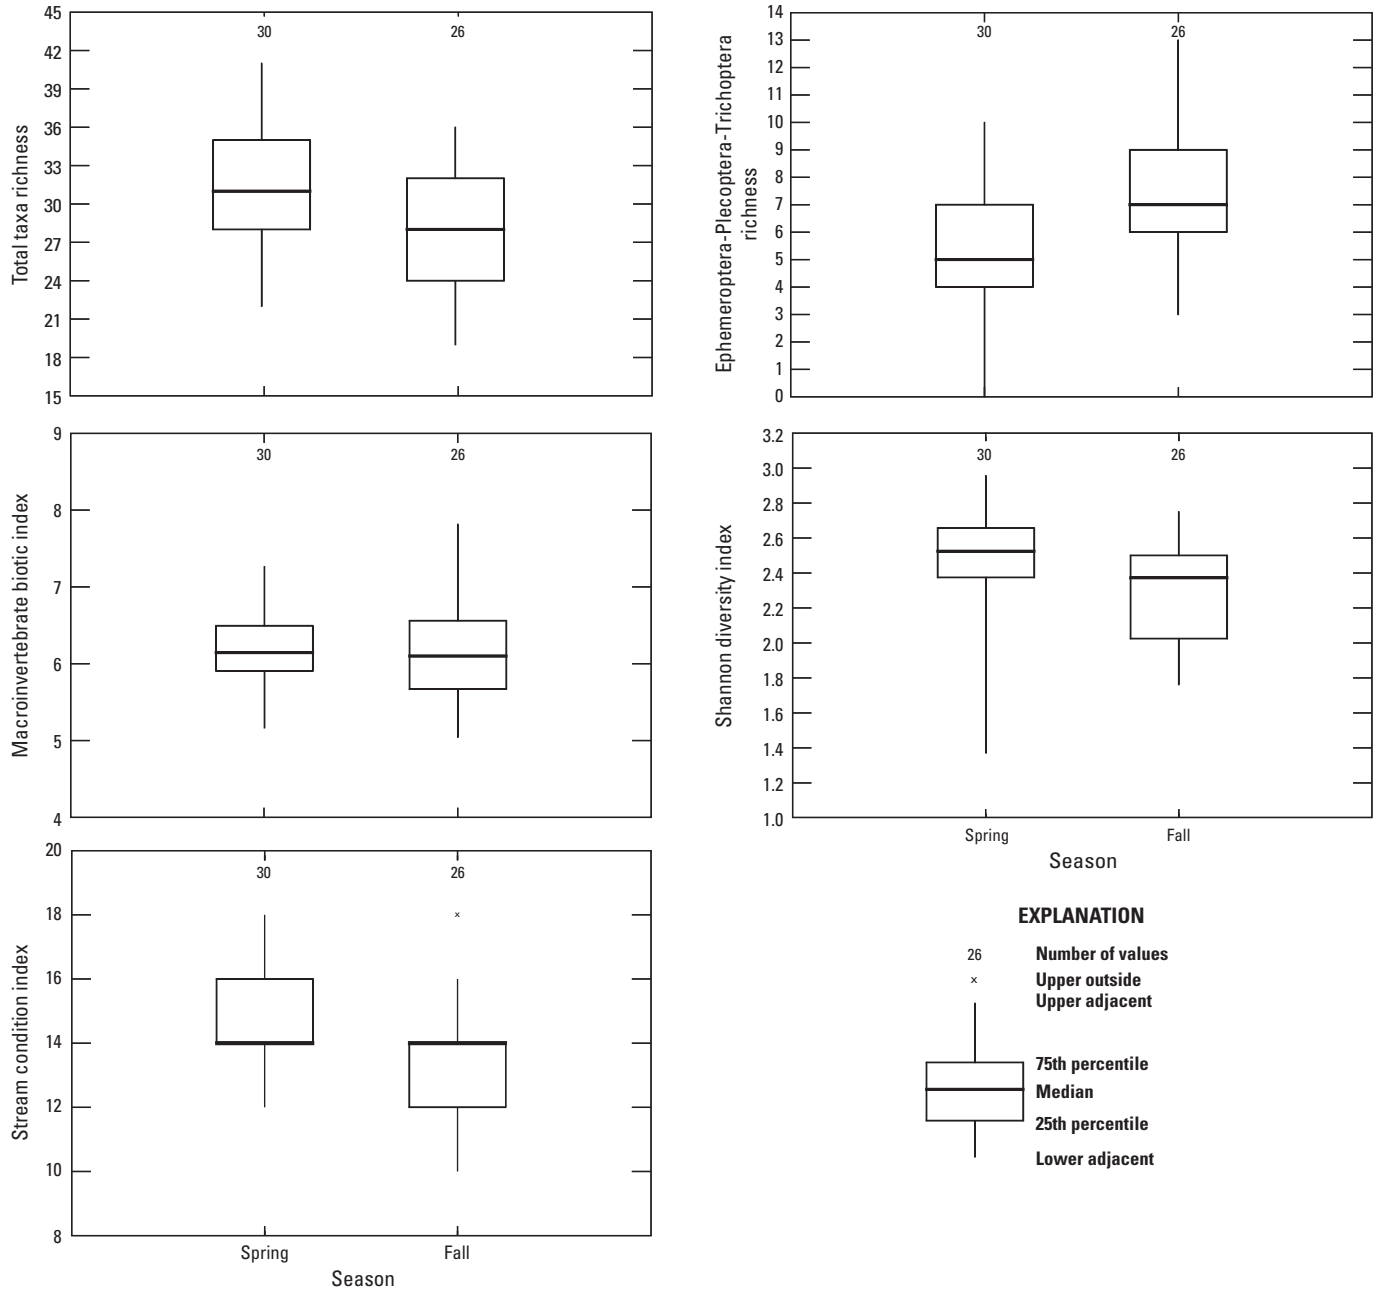 Total taxa richness
45
42
39
36
33
30
27
24
21
18
15
30
26
Ephemeroptera-Plecoptera-Trichoptera
richness
14
13
12
11
10
9
8
7
6
5
4
3
2
1
0
30
26
Macroinvertebrate biotic index
9
8
7
6
5
4
30
26
Shannon diversity index
3.2
3.0
2.8
2.6
2.4
2.2
2.0
1.8
1.6
1.4
1.2
1.0
30
26
Spring
Fall
Season
Stream condition index
20
18
16
14
12
10
8
30
26
x
Spring
Fall
Season
EXPLANATION
26 Number of values
x Upper outside
Upper adjacent
75th percentile
Median
25th percentile
Lower adjacent